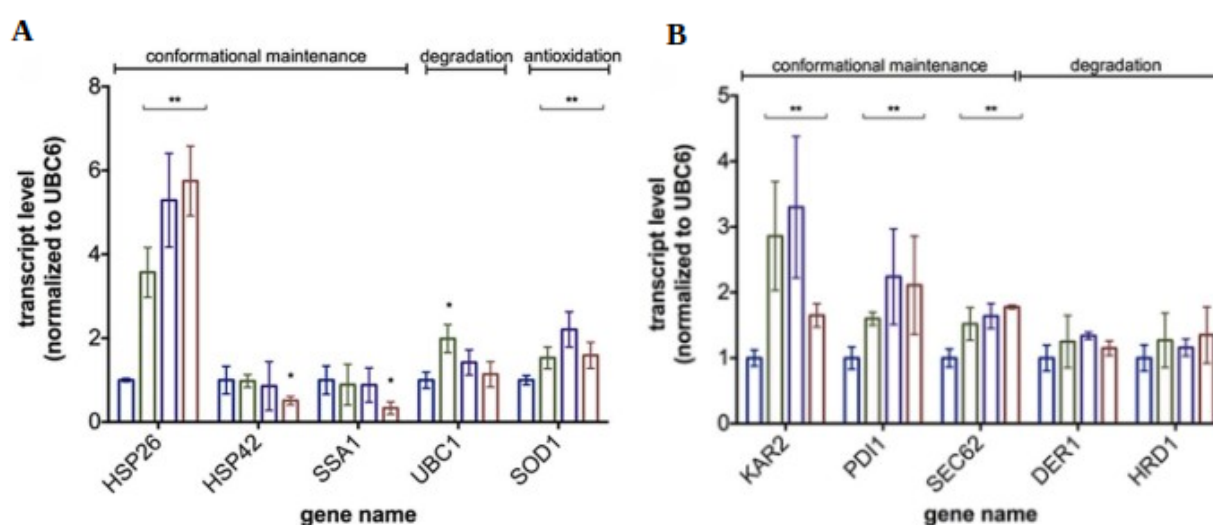 A
conformational maintenance degradation antioxidation
8
6
4
2
0
** * * * **
transcript level
(normalized to UBC6)
HSP26 HSP42 SSA1 UBC1 SOD1
gene name
B
conformational maintenance degradation
5
4
3
2
1
0
** ** **
transcript level
(normalized to UBC6)
KAR2 PDI1 SEC62 DER1 HRD1
gene name